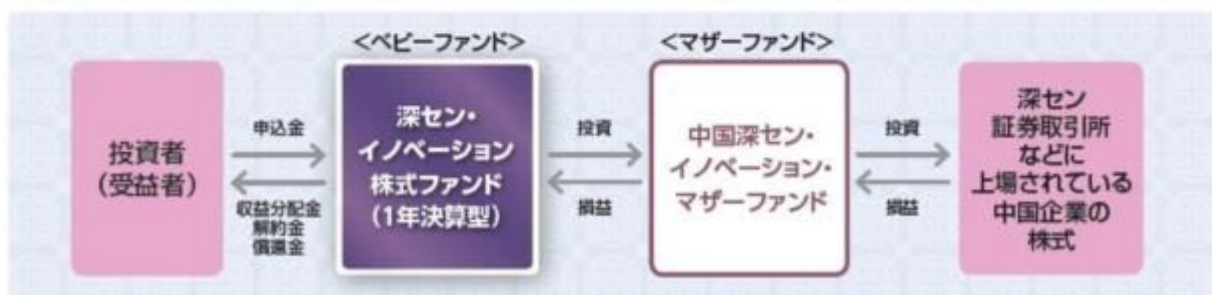 <ベビーファンド>
<マザーファンド>
投資者
(受益者)
申込金
収益分配金
解約金
償還金
深セン・
イノベーション
株式ファンド
(1年決算型)
投資
損益
中国深セン・
イノベーション・
マザーファンド
投資
損益
深セン
証券取引所
などに
上場されている
中国企業の
株式